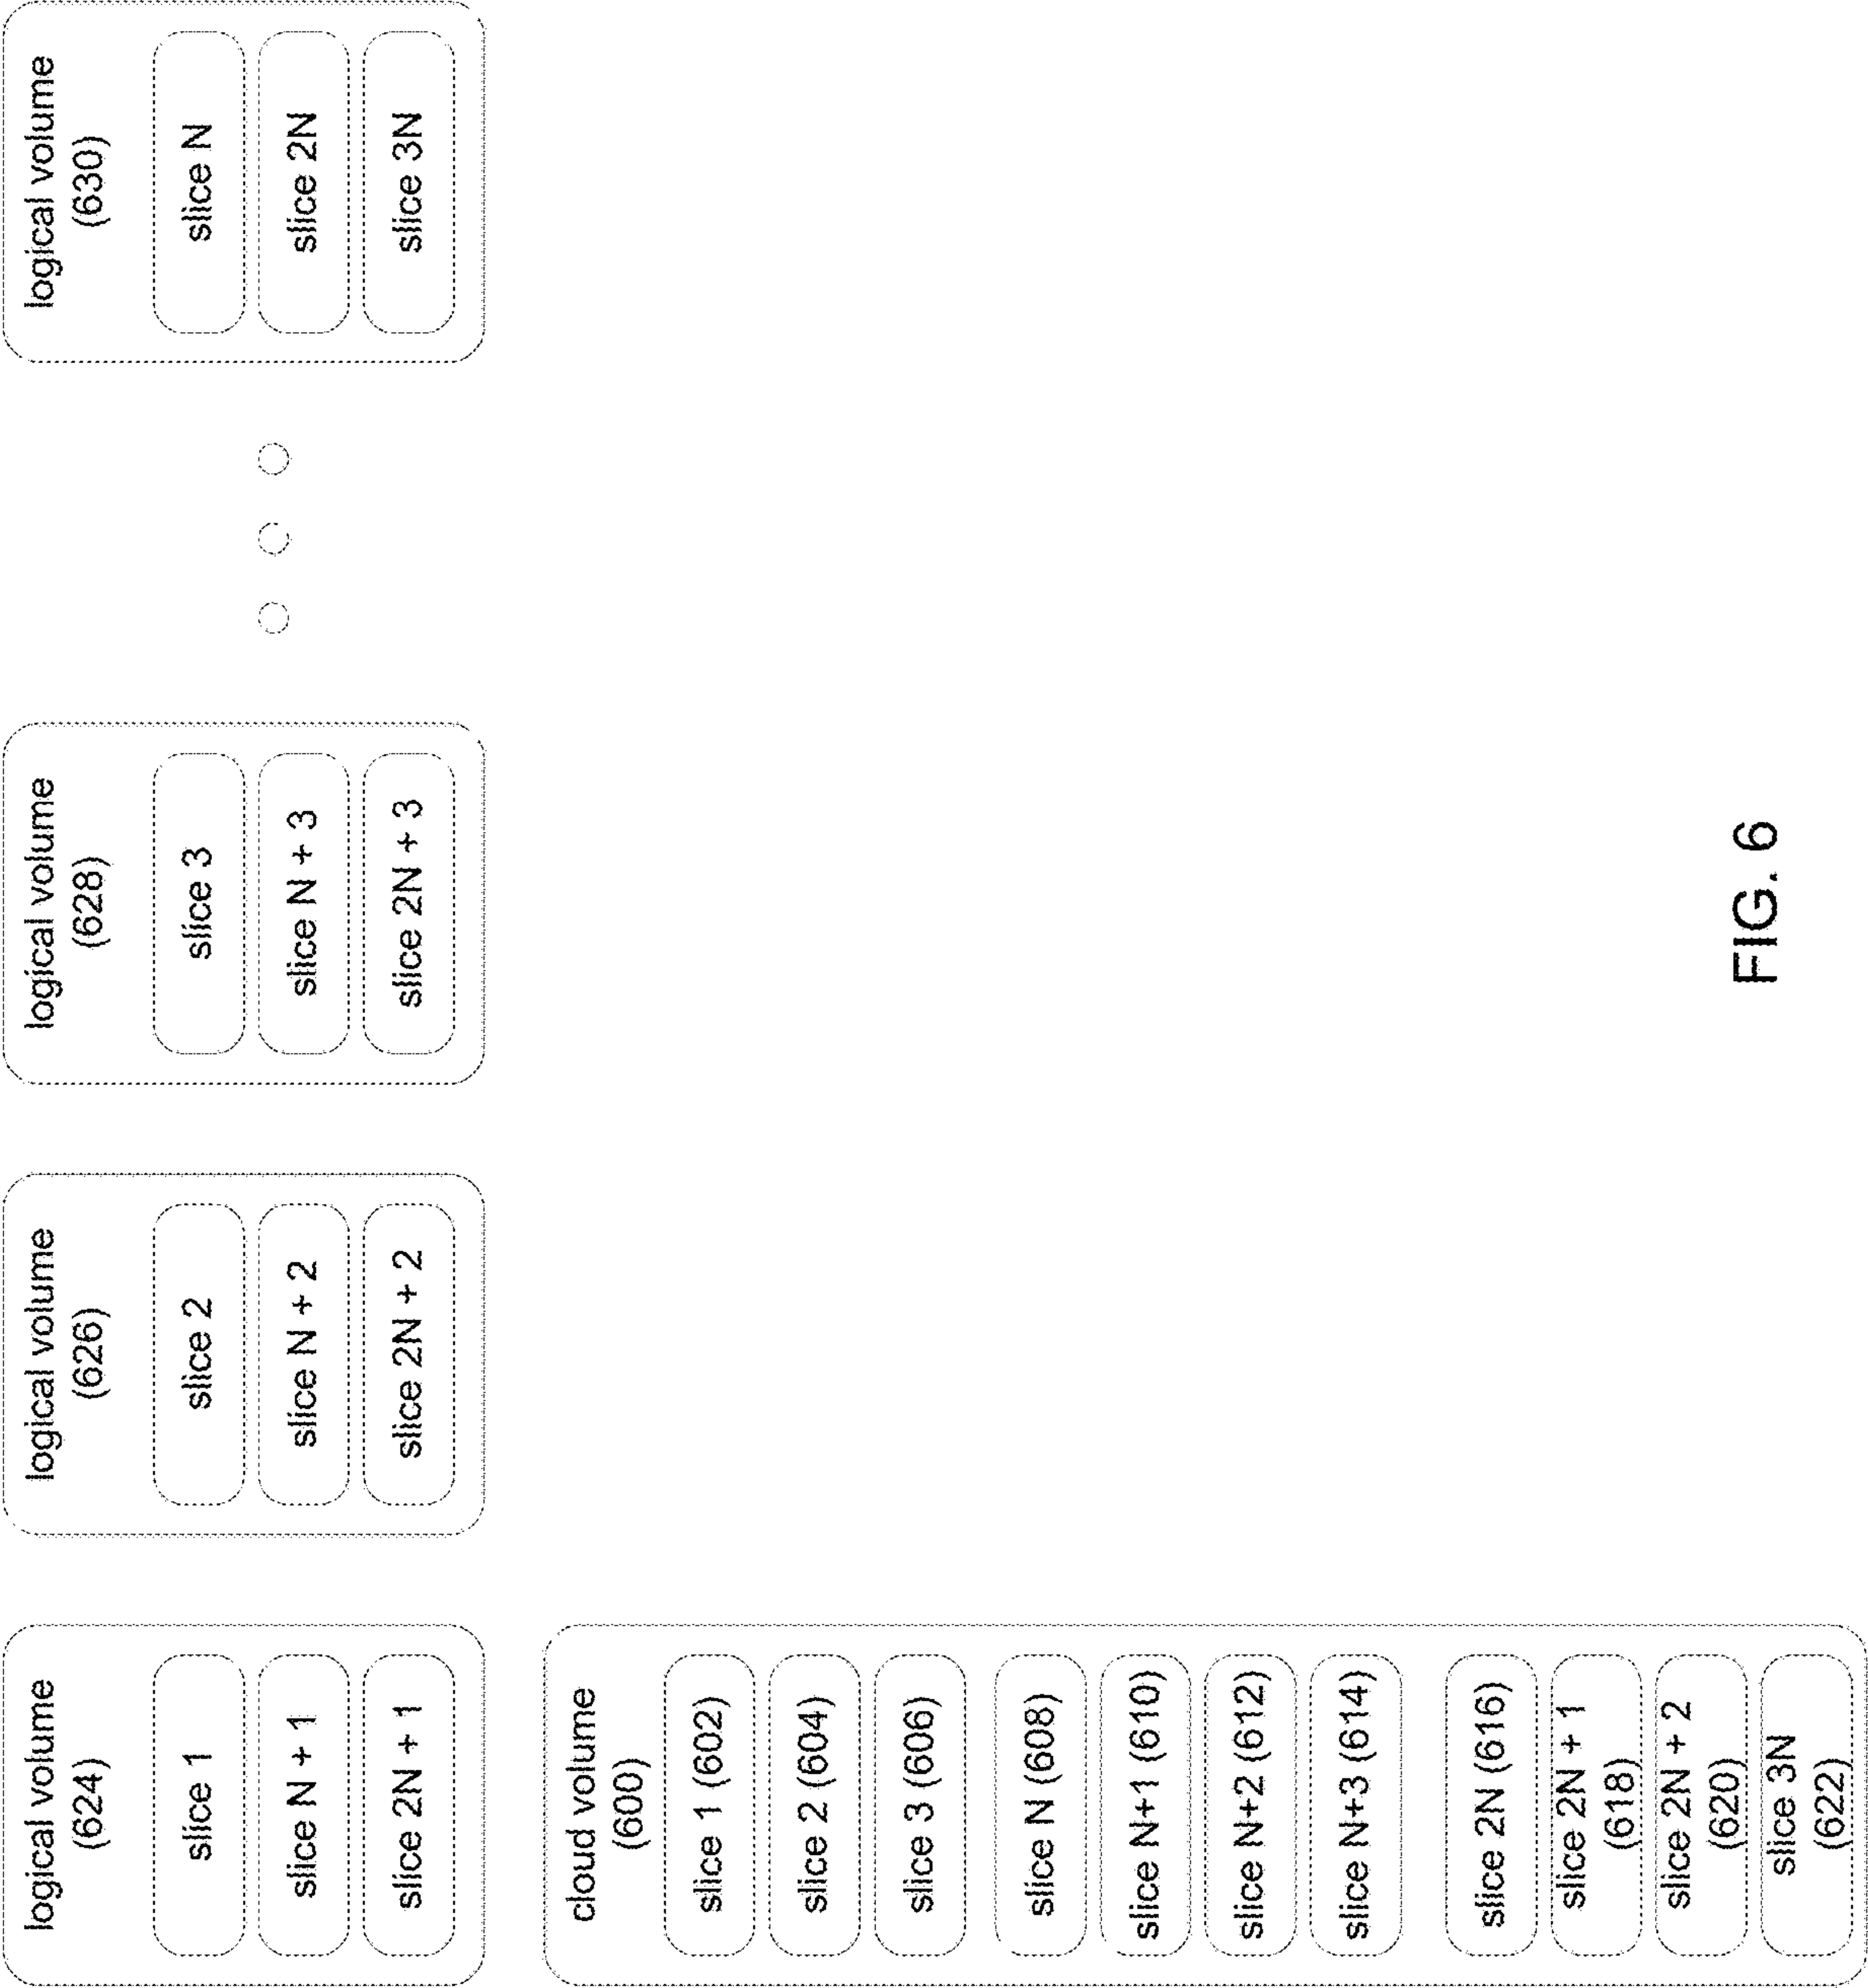 logical volume
(624)
slice 1
slice N + 1
slice 2N + 1
logical volume
(626)
slice 2
slice N + 2
slice 2N + 2
logical volume
(628)
slice 3
slice N + 3
slice 2N + 3
logical volume
(630)
slice N
slice 2N
slice 3N
cloud volume
(600)
slice 1 (602)
slice 2 (604)
slice 3 (606)
slice N (608)
slice N+1 (610)
slice N+2 (612)
slice N+3 (614)
slice 2N (616)
slice 2N + 1
(618)
slice 2N + 2
(620)
slice 3N
(622)
FIG. 6